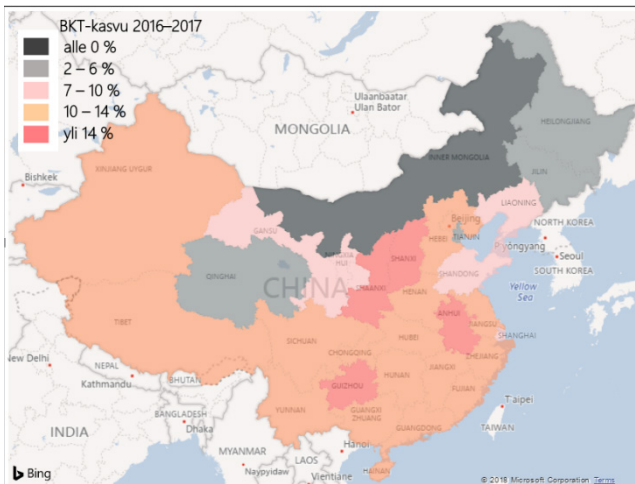 BKT-kasvu 2016–2017
alle 0 %
2 – 6 %
7 – 10 %
10 – 14 %
yli 14 %
Ulaanbaatar
Ulan Bator
MONGOLIA
HEILONGJIANG
JILIN
INNER MONGOLIA
XINJIANG UYGUR
Bishkek
LIAONING
Beijing
NORTH KOREA
GANSU
HEBEI
TIANJIN
Pyongyang
NINGXIA
HUI
SHANXI
Seoul
SOUTH KOREA
QINGHAI
SHANDONG
CHINA
SHAANXI
HENAN
Yellow
Sea
TIBET
ANHUI
JIANGSU
SHANGHAI
SICHUAN
HUBEI
CHONGQING
ZHEJIANG
New Delhi
NEPAL
Kathmandu
BHUTAN
GUIZHOU
HUNAN
JIANGXI
FUJIAN
YUNNAN
GUANGXI
ZHUANG
GUANGDONG
T'aipei
TAIWAN
BANGLADESH
Dhaka
INDIA
MYANMAR
Naypyidaw
LAOS
Hanoi
Vientiane
HAINAN
Bing
© 2018 Microsoft Corporation Terms